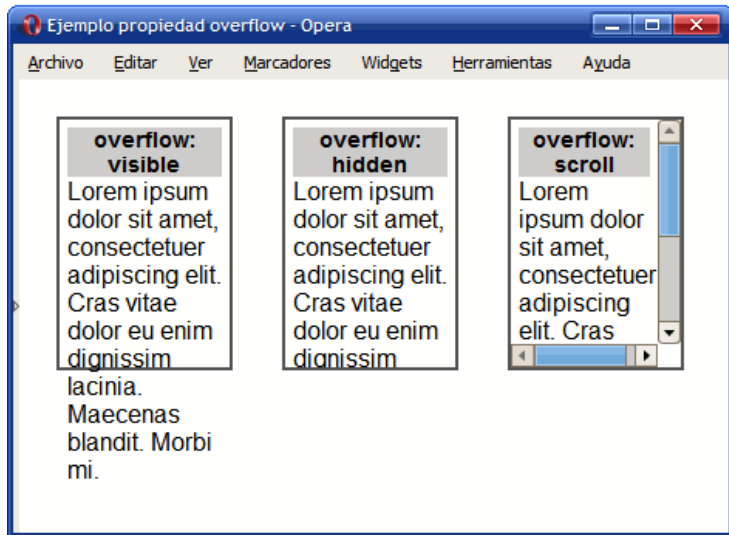 Ejemplo propiedad overflow - Opera
Archivo Editar Ver Marcadores Widgets Herramientas Ayuda
overflow:
visible
Lorem ipsum
dolor sit amet,
consectetuer
adipiscing elit.
Cras vitae
dolor eu enim
dignissim
lacinia.
Maecenas
blandit. Morbi
mi.
overflow:
hidden
Lorem ipsum
dolor sit amet,
consectetuer
adipiscing elit.
Cras vitae
dolor eu enim
dignissim
overflow:
scroll
Lorem
ipsum dolor
sit amet,
consectetuer
adipiscing
elit. Cras